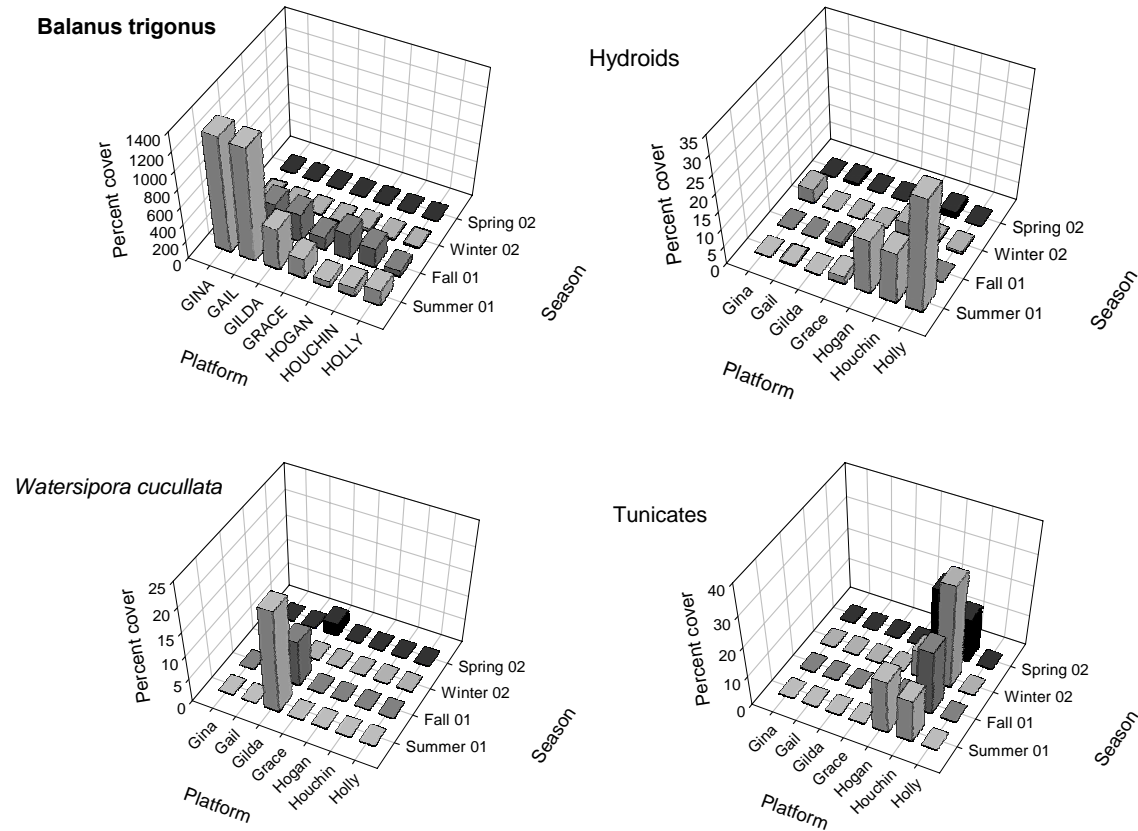 Balanus trigonus
Percent cover
1400
1200
1000
800
600
400
200
0
GINA
GAIL
GILDA
GRACE
HOGAN
HOUCHIN
HOLLY
Platform
Spring 02
Winter 02
Fall 01
Summer 01
Season
Hydroids
Percent cover
35
30
25
20
15
10
5
0
Gina
Gail
Gilda
Grace
Hogan
Houchin
Holly
Platform
Spring 02
Winter 02
Fall 01
Summer 01
Season
Watersipora cucullata
Percent cover
25
20
15
10
5
0
Gina
Gail
Gilda
Grace
Hogan
Houchin
Holly
Platform
Spring 02
Winter 02
Fall 01
Summer 01
Season
Tunicates
Percent cover
40
30
20
10
0
Gina
Gail
Gilda
Grace
Hogan
Houchin
Holly
Platform
Spring 02
Winter 02
Fall 01
Summer 01
Season